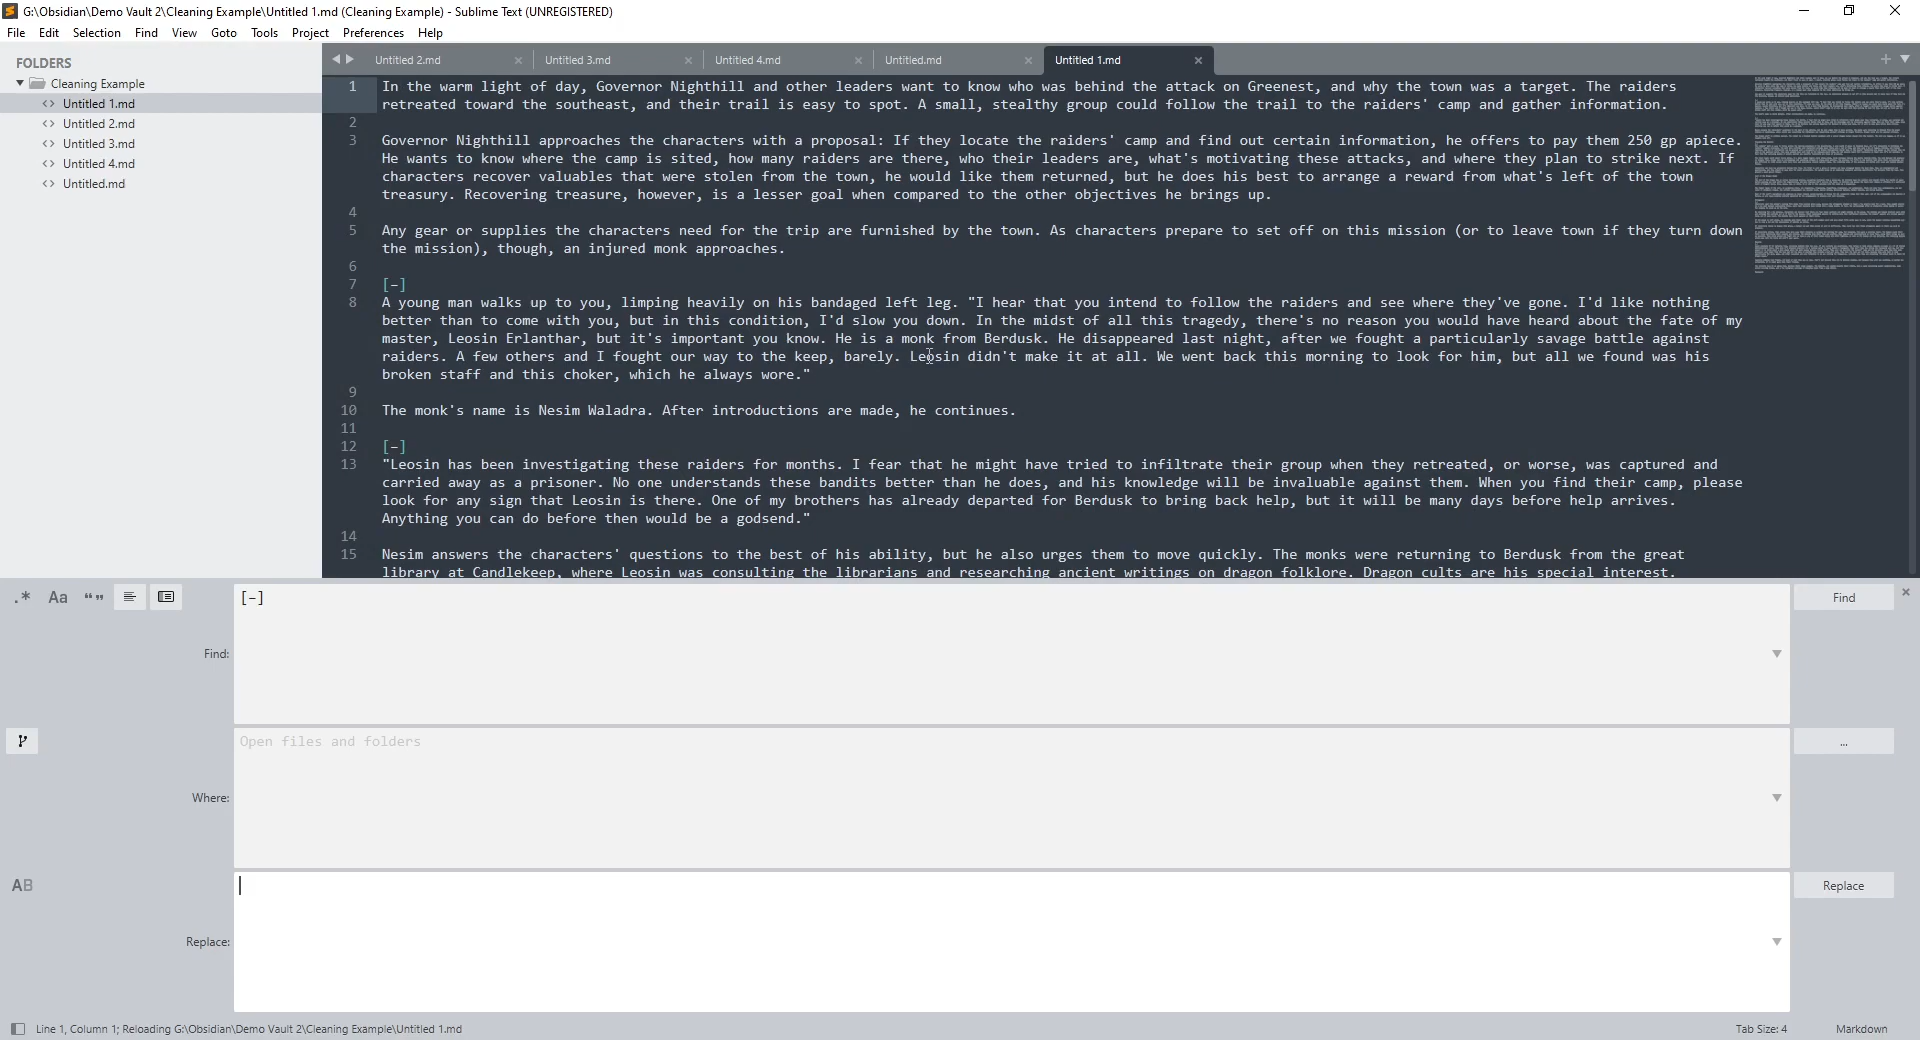 G:\Obsidian\Demo Vault 2\Cleaning Example\Untitled 1.md (Cleaning Example) - Sublime Text (UNREGISTERED)
File Edit Selection Find View Goto Tools Project Preferences Help
FOLDERS
Cleaning Example
<> Untitled 1.md
<> Untitled 2.md
<> Untitled 3.md
<> Untitled 4.md
<> Untitled.md
Untitled 2.md × Untitled 3.md × Untitled 4.md × Untitled.md × Untitled 1.md ×
1 In the warm light of day, Governor Nighthill and other leaders want to know who was behind the attack on Greenest, and why the town was a target. The raiders
retreated toward the southeast, and their trail is easy to spot. A small, stealthy group could follow the trail to the raiders' camp and gather information.
2
3 Governor Nighthill approaches the characters with a proposal: If they locate the raiders' camp and find out certain information, he offers to pay them 250 gp apiece.
He wants to know where the camp is sited, how many raiders are there, who their leaders are, what's motivating these attacks, and where they plan to strike next. If
characters recover valuables that were stolen from the town, he would like them returned, but he does his best to arrange a reward from what's left of the town
treasury. Recovering treasure, however, is a lesser goal when compared to the other objectives he brings up.
4
5 Any gear or supplies the characters need for the trip are furnished by the town. As characters prepare to set off on this mission (or to leave town if they turn down
the mission), though, an injured monk approaches.
6
7 [-]
8 A young man walks up to you, limping heavily on his bandaged left leg. "I hear that you intend to follow the raiders and see where they've gone. I'd like nothing
better than to come with you, but in this condition, I'd slow you down. In the midst of all this tragedy, there's no reason you would have heard about the fate of my
master, Leosin Erlanthar, but it's important you know. He is a monk from Berdusk. He disappeared last night, after we fought a particularly savage battle against
raiders. A few others and I fought our way to the keep, barely. Leosin didn't make it at all. We went back this morning to look for him, but all we found was his
broken staff and this choker, which he always wore."
9
10 The monk's name is Nesim Waladra. After introductions are made, he continues.
11
12 [-]
13 "Leosin has been investigating these raiders for months. I fear that he might have tried to infiltrate their group when they retreated, or worse, was captured and
carried away as a prisoner. No one understands these bandits better than he does, and his knowledge will be invaluable against them. When you find their camp, please
look for any sign that Leosin is there. One of my brothers has already departed for Berdusk to bring back help, but it will be many days before help arrives.
Anything you can do before then would be a godsend."
14
15 Nesim answers the characters' questions to the best of his ability, but he also urges them to move quickly. The monks were returning to Berdusk from the great
library at Candlekeep, where Leosin was consulting the librarians and researching ancient writings on dragon folklore. Dragon cults are his special interest.
.* Aa “” [-] Find ×
Find:
Open files and folders ...
Where:
AB Replace
Replace:
Line 1, Column 1; Reloading G:\Obsidian\Demo Vault 2\Cleaning Example\Untitled 1.md Tab Size: 4 Markdown